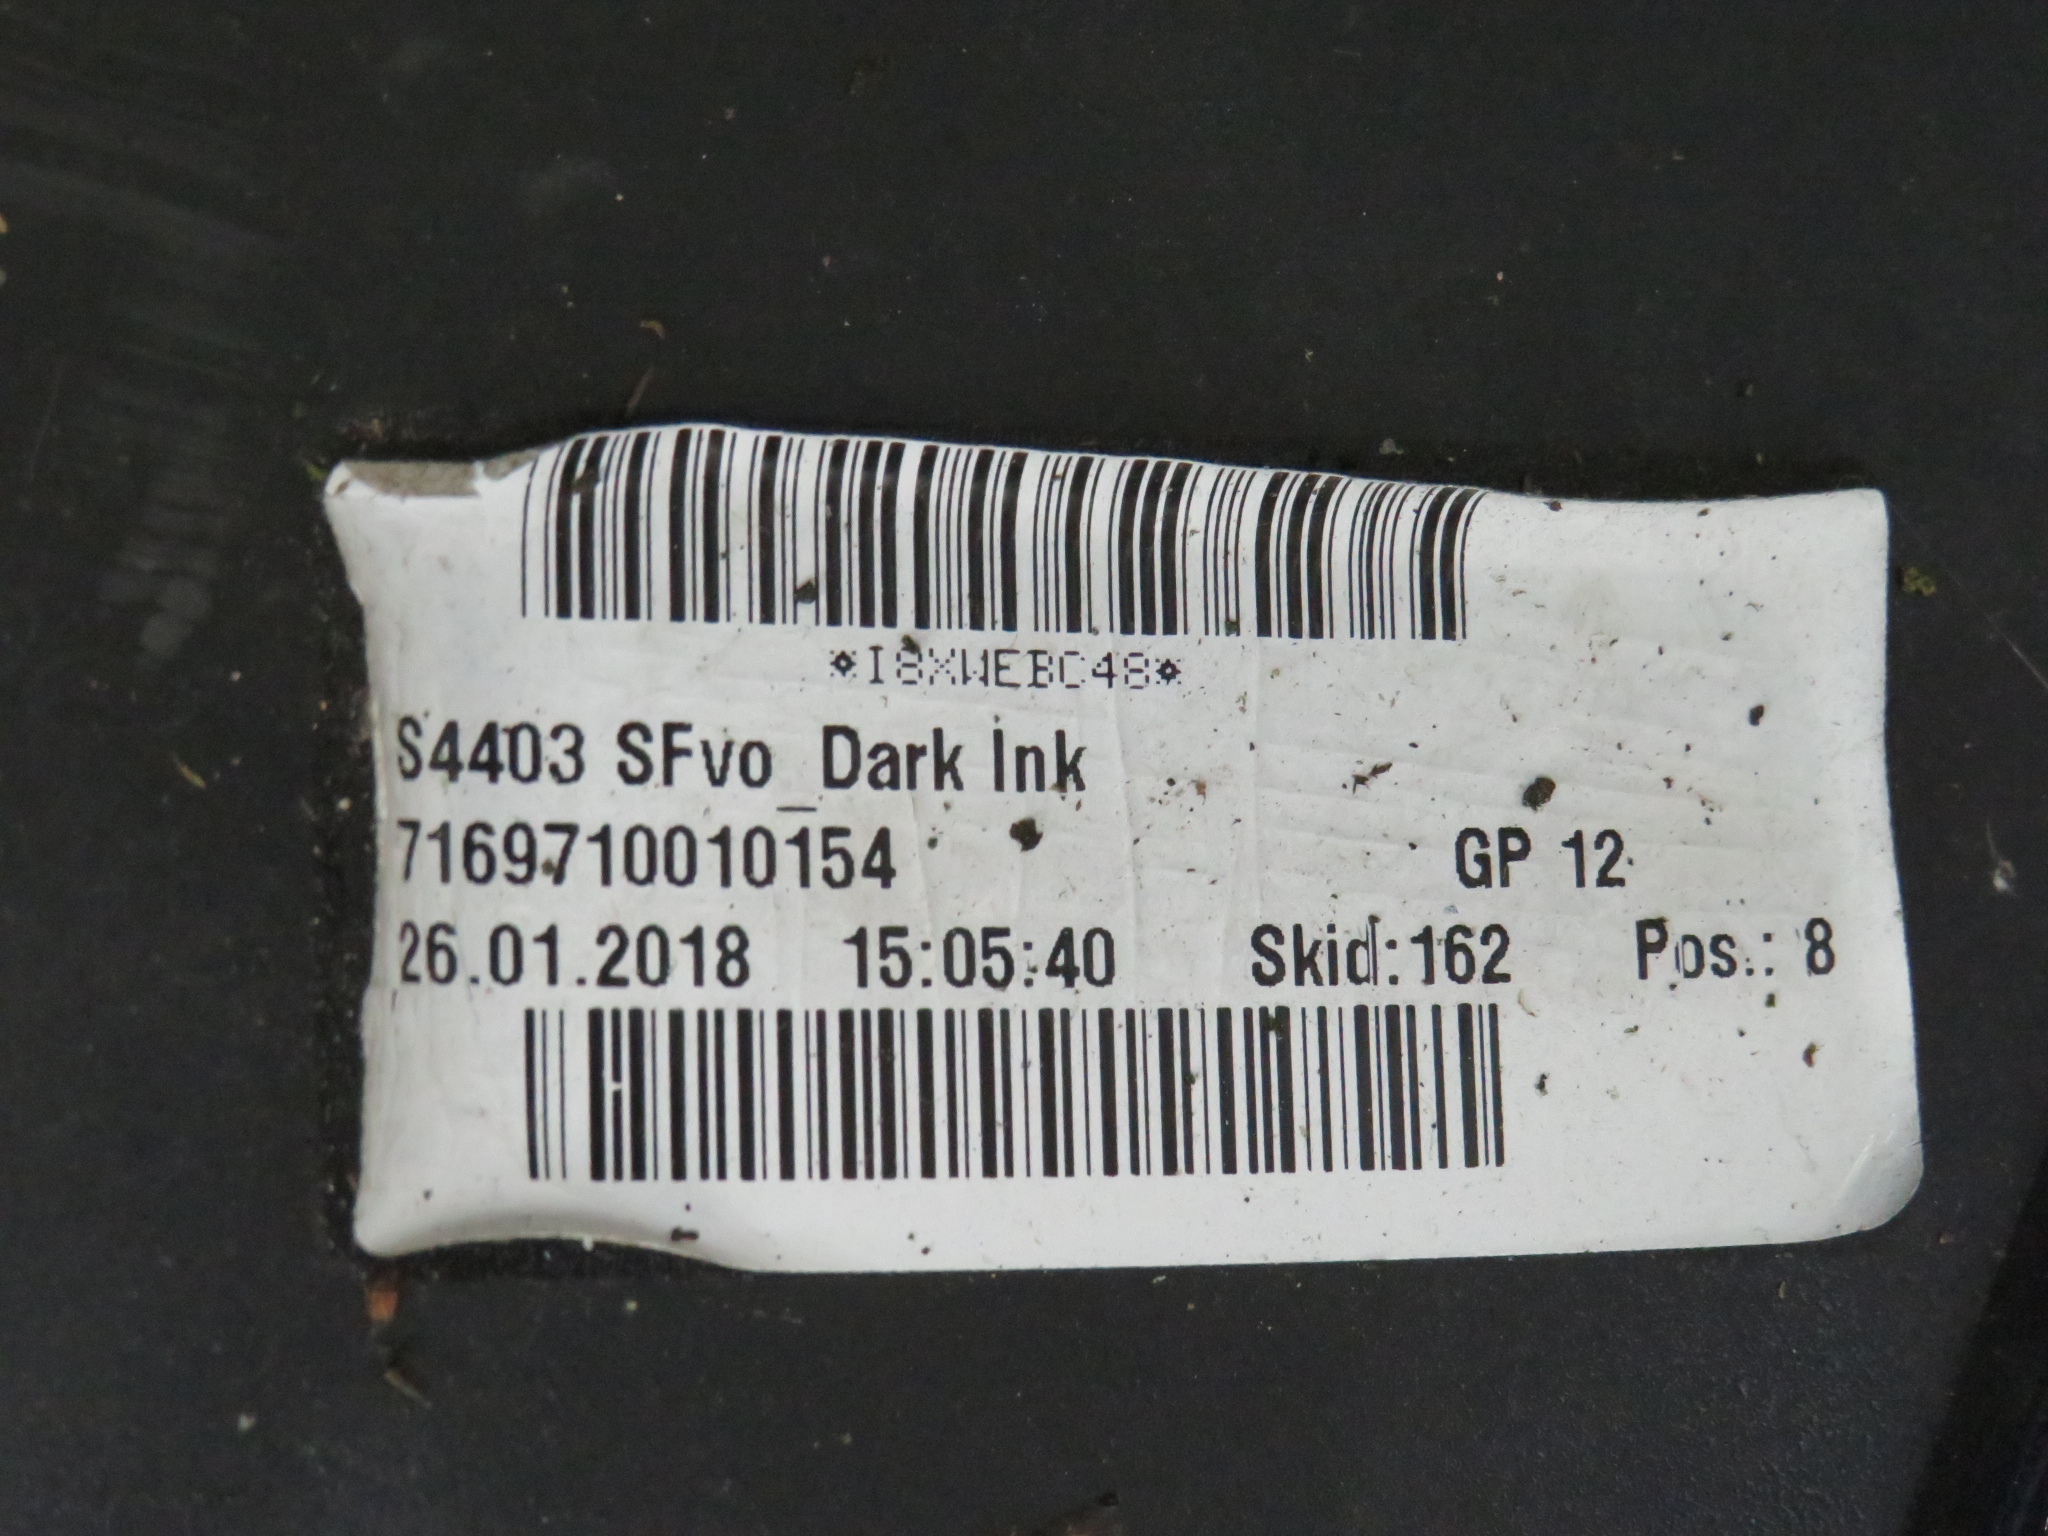 *I8XWEBC48*
S4403 SFvo_Dark Ink
7169710010154 GP 12
26.01.2018 15:05:40 Skid:162 Pos.: 8